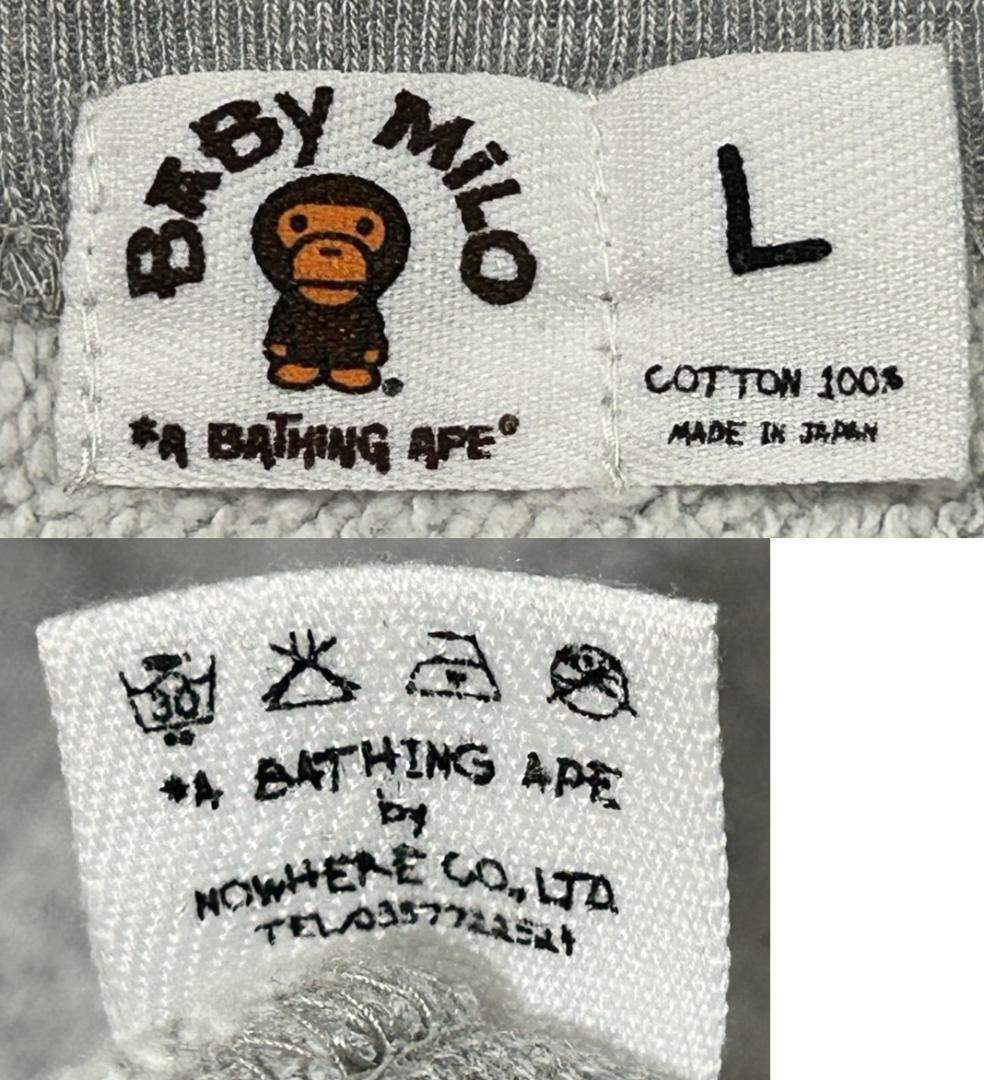 BABY MILO
*A BATHING APE®
L
COTTON 100%
MADE IN JAPAN
30
*A BATHING APE
by
NOWHERE CO., LTD.